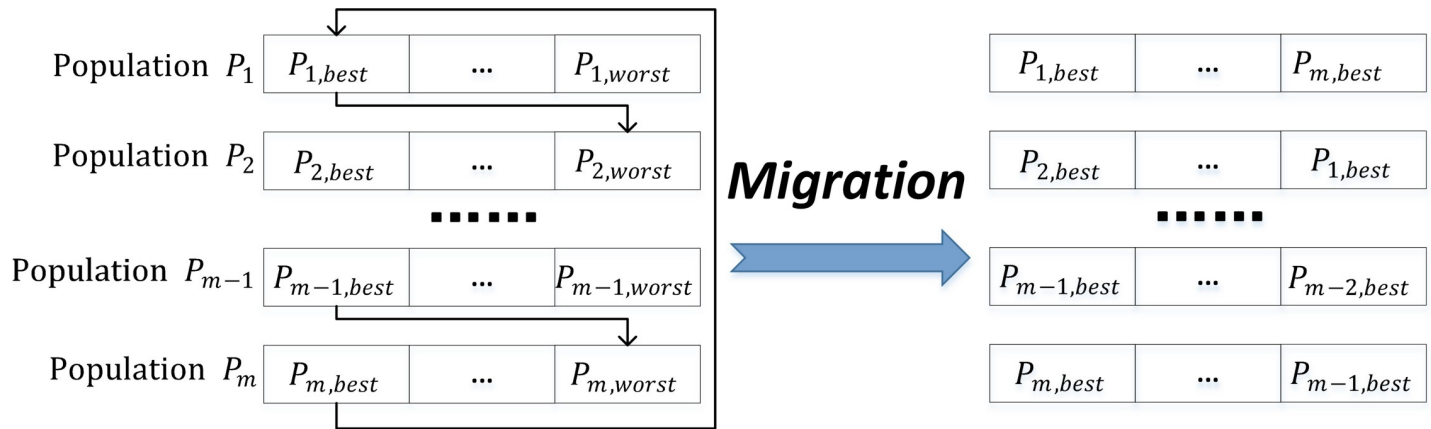 Population P₁ P₁,best ... P₁,worst
Population P₂ P₂,best ... P₂,worst
......
Population Pₘ₋₁ Pₘ₋₁,best ... Pₘ₋₁,worst
Population Pₘ Pₘ,best ... Pₘ,worst
Migration
P₁,best ... Pₘ,best
P₂,best ... P₁,best
......
Pₘ₋₁,best ... Pₘ₋₂,best
Pₘ,best ... Pₘ₋₁,best